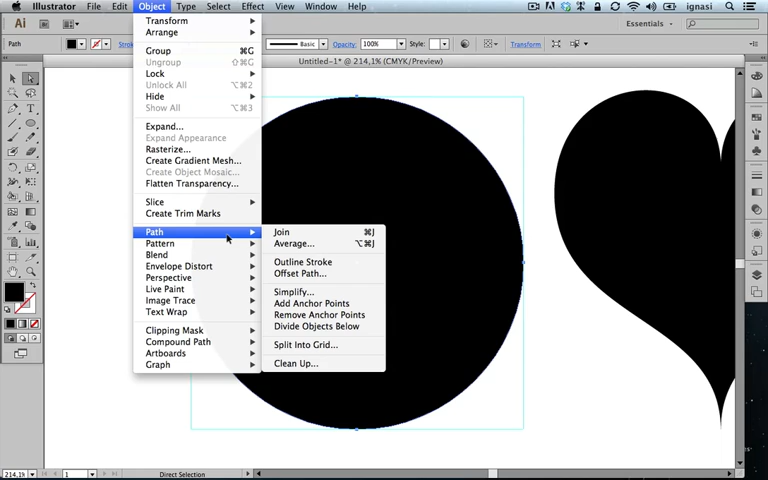 Illustrator File Edit Object Type Select Effect View Window Help ignasi
Ai Br Essentials
Path Strok Basic Opacity: 100% Style: Transform
Untitled-1* @ 214,1% (CMYK/Preview)
Transform
Arrange
Group ⌘G
Ungroup ⇧⌘G
Lock
Unlock All ⌥⌘2
Hide
Show All ⌥⌘3
Expand...
Expand Appearance
Rasterize...
Create Gradient Mesh...
Create Object Mosaic...
Flatten Transparency...
Slice
Create Trim Marks
Path
Pattern
Blend
Envelope Distort
Perspective
Live Paint
Image Trace
Text Wrap
Clipping Mask
Compound Path
Artboards
Graph
Join ⌘J
Average... ⌥⌘J
Outline Stroke
Offset Path...
Simplify...
Add Anchor Points
Remove Anchor Points
Divide Objects Below
Split Into Grid...
Clean Up...
214,1% 1 Direct Selection